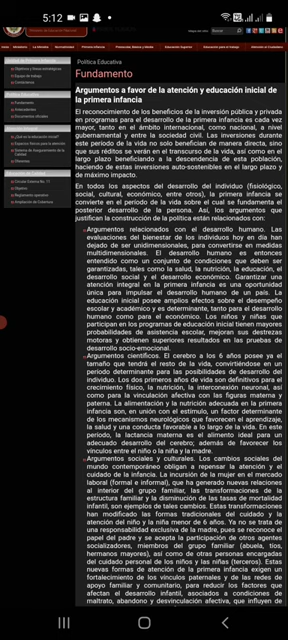 5:12
Política Educativa
Fundamento
Argumentos a favor de la atención y educación inicial de
la primera infancia
El reconocimiento de los beneficios de la inversión pública y privada
en programas para el desarrollo de la primera infancia es cada vez
mayor, tanto en el ámbito internacional, como nacional, a nivel
gubernamental y entre la sociedad civil. Las inversiones durante
este periodo de la vida no solo benefician de manera directa, sino
que sus réditos se verán en el transcurso de la vida, así como en el
largo plazo beneficiando a la descendencia de esta población,
haciendo de estas inversiones auto-sostenibles en el largo plazo y
de máximo impacto.
En todos los aspectos del desarrollo del individuo (fisiológico,
social, cultural, económico, entre otros), la primera infancia se
convierte en el periodo de la vida sobre el cual se fundamenta el
posterior desarrollo de la persona. Así, los argumentos que
justifican la construcción de la política están relacionados con:
Argumentos relacionados con el desarrollo humano. Las
evaluaciones del bienestar de los individuos hoy en día han
dejado de ser unidimensionales, para convertirse en medidas
multidimensionales. El desarrollo humano es entonces
entendido como un conjunto de condiciones que deben ser
garantizadas, tales como la salud, la nutrición, la educación, el
desarrollo social y el desarrollo económico. Garantizar una
atención integral en la primera infancia es una oportunidad
única para impulsar el desarrollo humano de un país. La
educación inicial posee amplios efectos sobre el desempeño
escolar y académico y es determinante, tanto para el desarrollo
humano como para el económico. Los niños y niñas que
participan en los programas de educación inicial tienen mayores
probabilidades de asistencia escolar, mejoran sus destrezas
motoras y obtienen superiores resultados en las pruebas de
desarrollo socio-emocional.
Argumentos científicos. El cerebro a los 6 años posee ya el
tamaño que tendrá el resto de la vida, convirtiéndose en un
periodo determinante para las posibilidades de desarrollo del
individuo. Los dos primeros años de vida son definitivos para el
crecimiento físico, la nutrición, la interconexión neuronal, así
como para la vinculación afectiva con las figuras materna y
paterna. La alimentación y la nutrición adecuada en la primera
infancia son, en unión con el estímulo, un factor determinante
de los mecanismos neurológicos que favorecen el aprendizaje,
la salud y una conducta favorable a lo largo de la vida. En este
período, la lactancia materna es el alimento ideal para un
adecuado desarrollo del cerebro; además de favorecer los
vínculos entre el niño o la niña y la madre.
Argumentos sociales y culturales. Los cambios sociales del
mundo contemporáneo obligan a repensar la atención y el
cuidado de la infancia. La incursión de la mujer en el mercado
laboral (formal e informal), que ha generado nuevas relaciones
al interior del grupo familiar, las transformaciones de la
estructura familiar y la disminución de las tasas de mortalidad
infantil, son ejemplos de tales cambios. Estas transformaciones
han modificado las formas tradicionales del cuidado y la
atención del niño y la niña menor de 6 años. Ya no se trata de
una responsabilidad exclusiva de la madre, pues se reconoce el
papel del padre y se acepta la participación de otros agentes
socializadores, miembros del grupo familiar (abuela, tíos,
hermanos mayores), así como de otras personas encargadas
del cuidado personal de los niños y las niñas (terceros). Estas
nuevas formas de atención de la primera infancia exigen un
fortalecimiento de los vínculos paternales y de las redes de
apoyo familiar y comunitario, para reducir los factores que
afectan el desarrollo infantil, asociados a condiciones de
maltrato, abandono y desvinculación afectiva, que influyen de